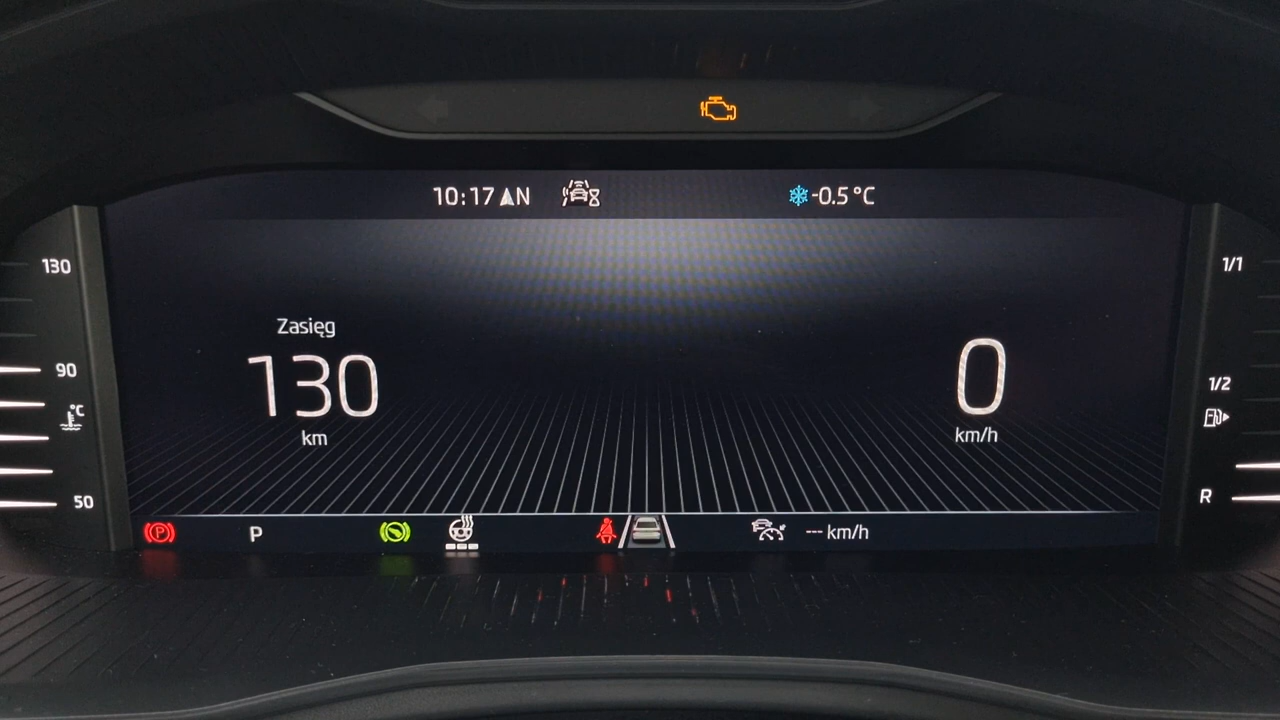 10:17 N
-0.5 °C
130
90
°C
50
Zasięg
130
km
0
km/h
1/1
1/2
R
P
P
--- km/h